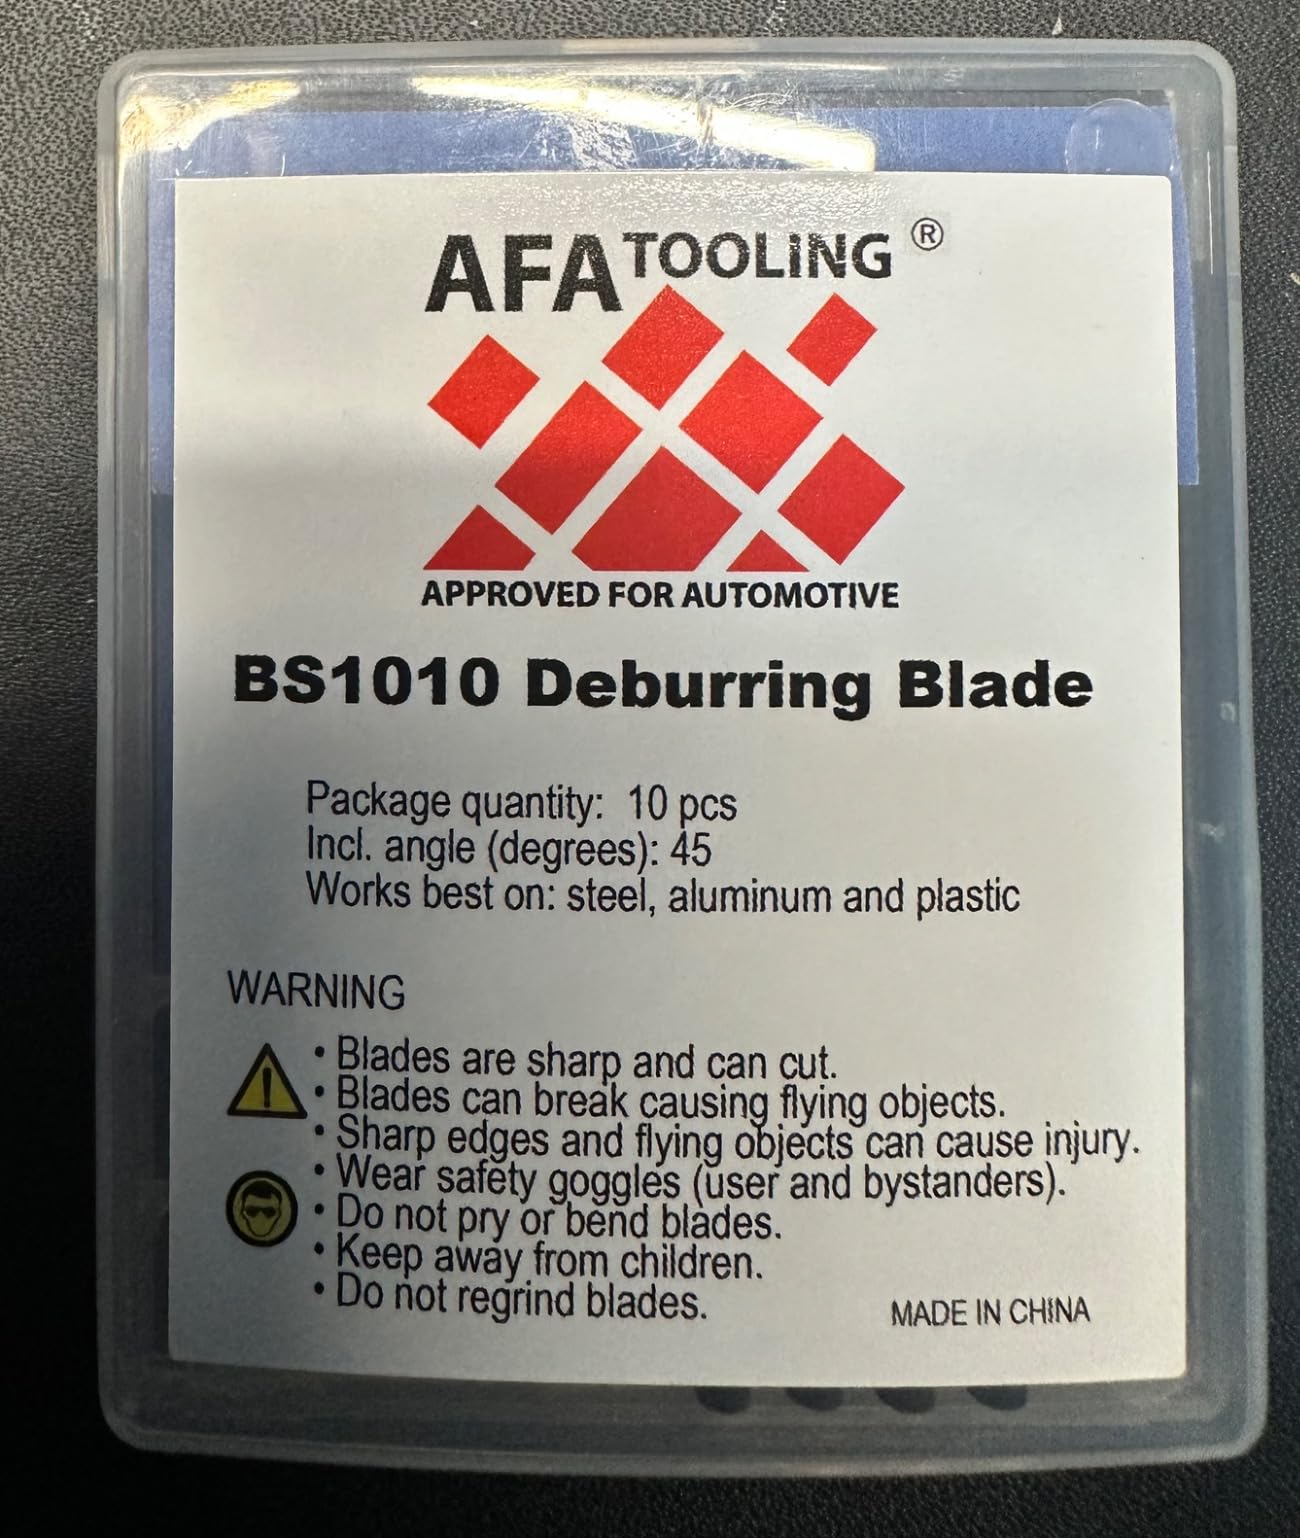 AFA TOOLING ®
APPROVED FOR AUTOMOTIVE
BS1010 Deburring Blade
Package quantity: 10 pcs
Incl. angle (degrees): 45
Works best on: steel, aluminum and plastic
WARNING
• Blades are sharp and can cut.
• Blades can break causing flying objects.
• Sharp edges and flying objects can cause injury.
• Wear safety goggles (user and bystanders).
• Do not pry or bend blades.
• Keep away from children.
• Do not regrind blades.
MADE IN CHINA